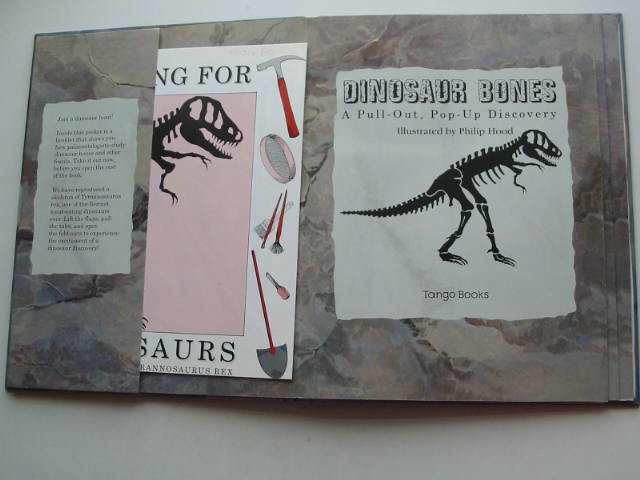 Join a dinosaur hunt!
Inside this pocket is a
booklet that shows you
how palaeontologists study
dinosaur bones and other
fossils. Take it out now,
before you open the rest
of the book.
We have reproduced a
skeleton of Tyrannosaurus
rex, one of the fiercest
meateating dinosaurs
ever. Lift the flaps, pull
the tabs, and open
the fold-outs to experience
the excitement of a
dinosaur discovery!
NG FOR
SAURS
RANNOSAURUS REX
DINOSAUR BONES
A Pull-Out, Pop-Up Discovery
Illustrated by Philip Hood
Tango Books